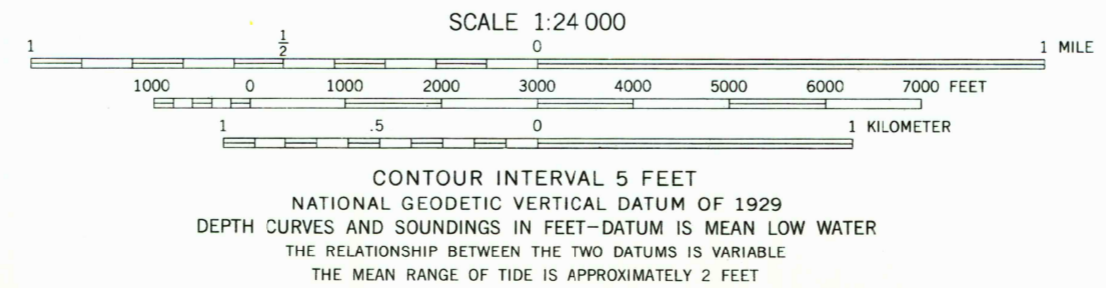 SCALE 1:24 000
1 1/2 0 1 MILE
1000 0 1000 2000 3000 4000 5000 6000 7000 FEET
1 .5 0 1 KILOMETER
CONTOUR INTERVAL 5 FEET
NATIONAL GEODETIC VERTICAL DATUM OF 1929
DEPTH CURVES AND SOUNDINGS IN FEET—DATUM IS MEAN LOW WATER
THE RELATIONSHIP BETWEEN THE TWO DATUMS IS VARIABLE
THE MEAN RANGE OF TIDE IS APPROXIMATELY 2 FEET